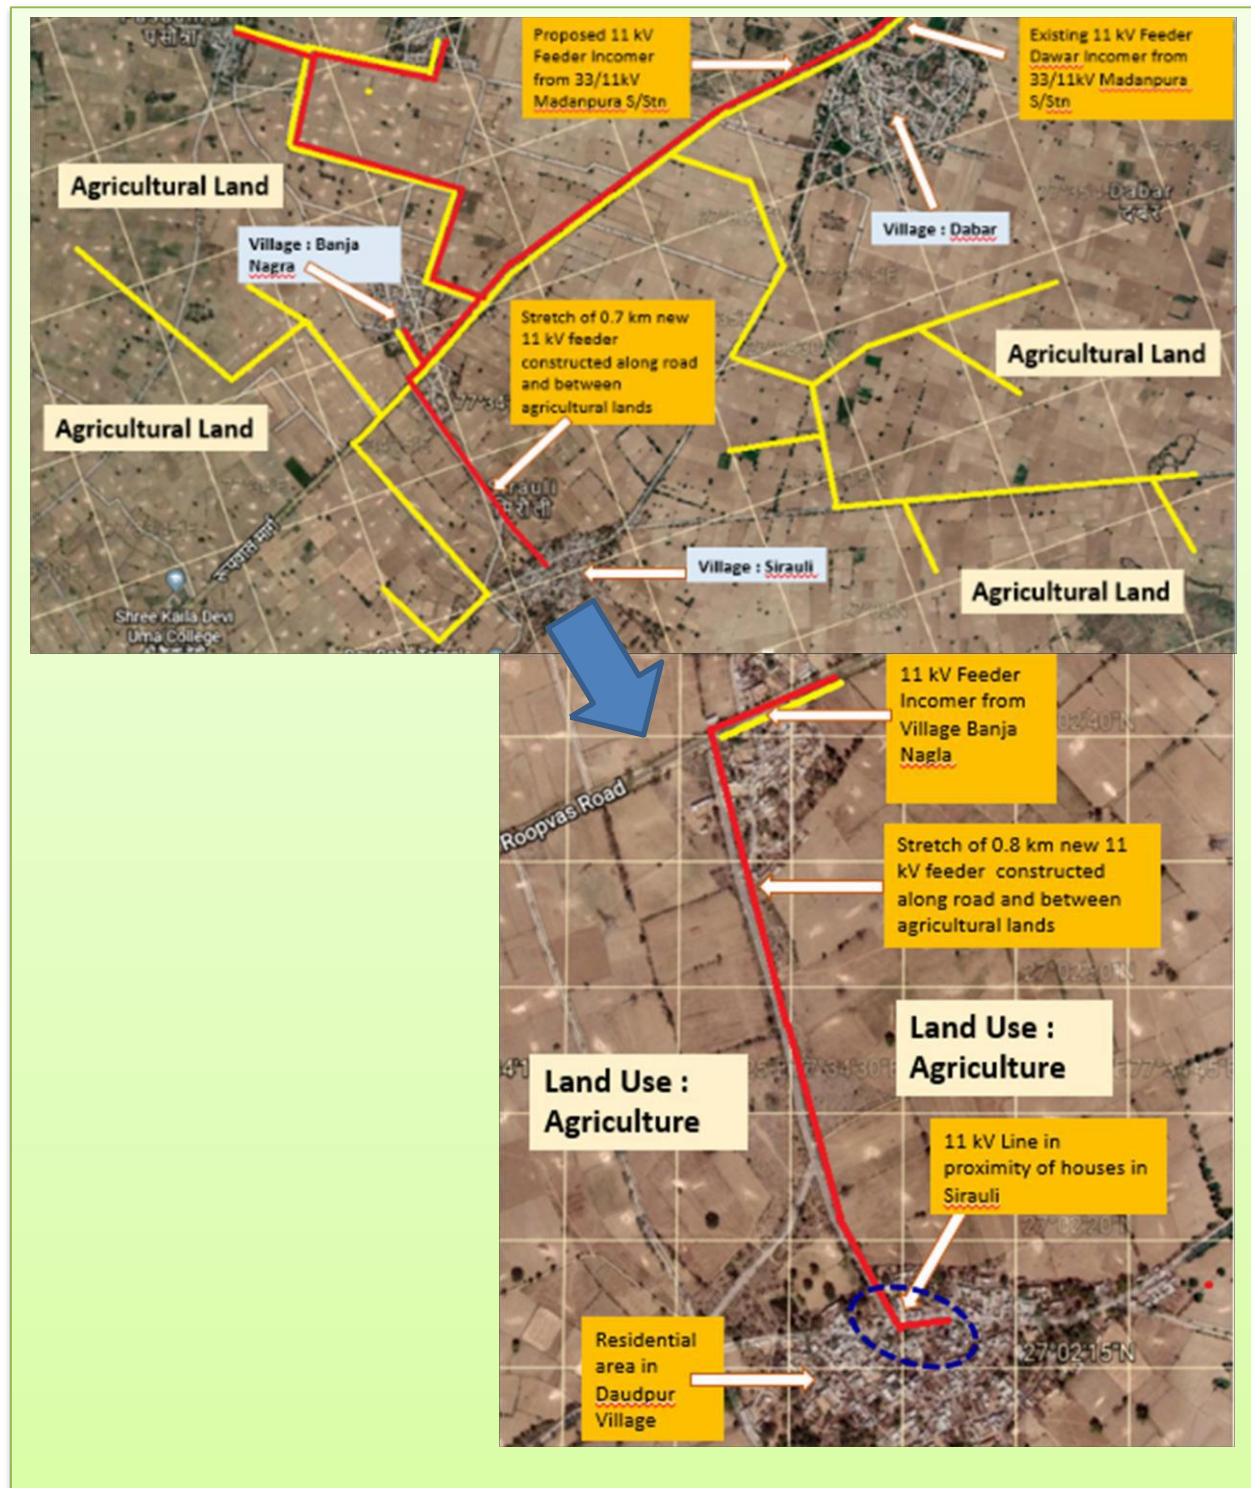 पसौंवा
Proposed 11 kV
Feeder Incomer
from 33/11kV
Madanpura S/Stn
Existing 11 kV Feeder
Dawar Incomer from
33/11kV Madanpura
S/Stn
Agricultural Land
Dabar
दबर
Village : Banja
Nagra
Village : Dabar
Stretch of 0.7 km new
11 kV feeder
constructed along road
and between
agricultural lands
Agricultural Land
Agricultural Land
Village : Sirauli
Agricultural Land
Shree Kaila Devi
Uma College
11 kV Feeder
Incomer from
Village Banja
Nagla
Roopvas Road
Stretch of 0.8 km new 11
kV feeder constructed
along road and between
agricultural lands
Land Use :
Agriculture
Land Use :
Agriculture
11 kV Line in
proximity of houses in
Sirauli
27°02'20"N
Residential
area in
Daudpur
Village
27°02'15"N